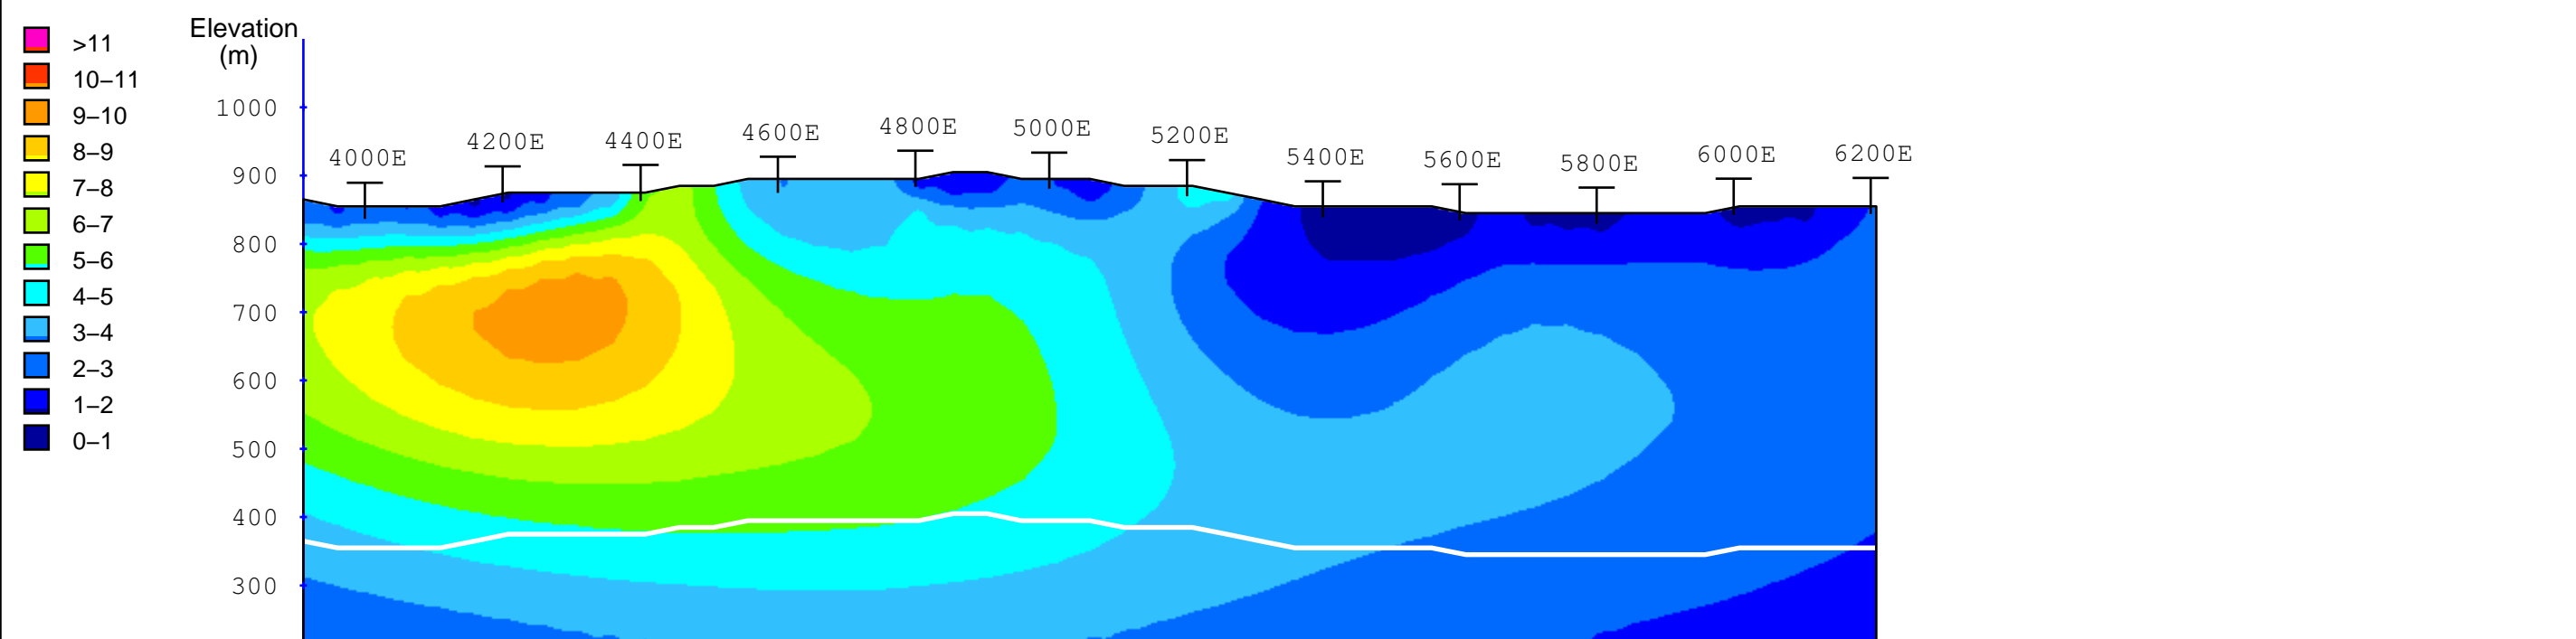 Elevation
(m)
>11
10–11
9–10
8–9
7–8
6–7
5–6
4–5
3–4
2–3
1–2
0–1
1000
900
800
700
600
500
400
300
4000E
4200E
4400E
4600E
4800E
5000E
5200E
5400E
5600E
5800E
6000E
6200E